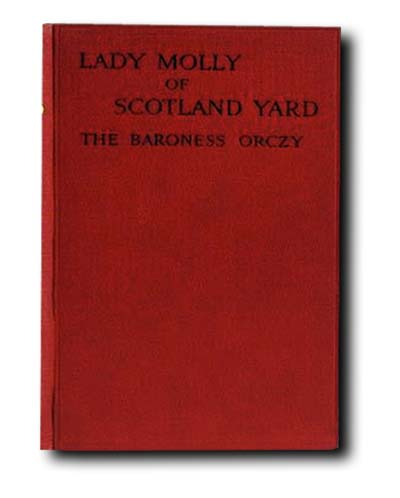 LADY MOLLY
OF
SCOTLAND YARD
THE BARONESS ORCZY